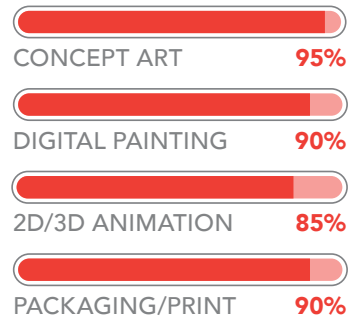 CONCEPT ART 95%
DIGITAL PAINTING 90%
2D/3D ANIMATION 85%
PACKAGING/PRINT 90%